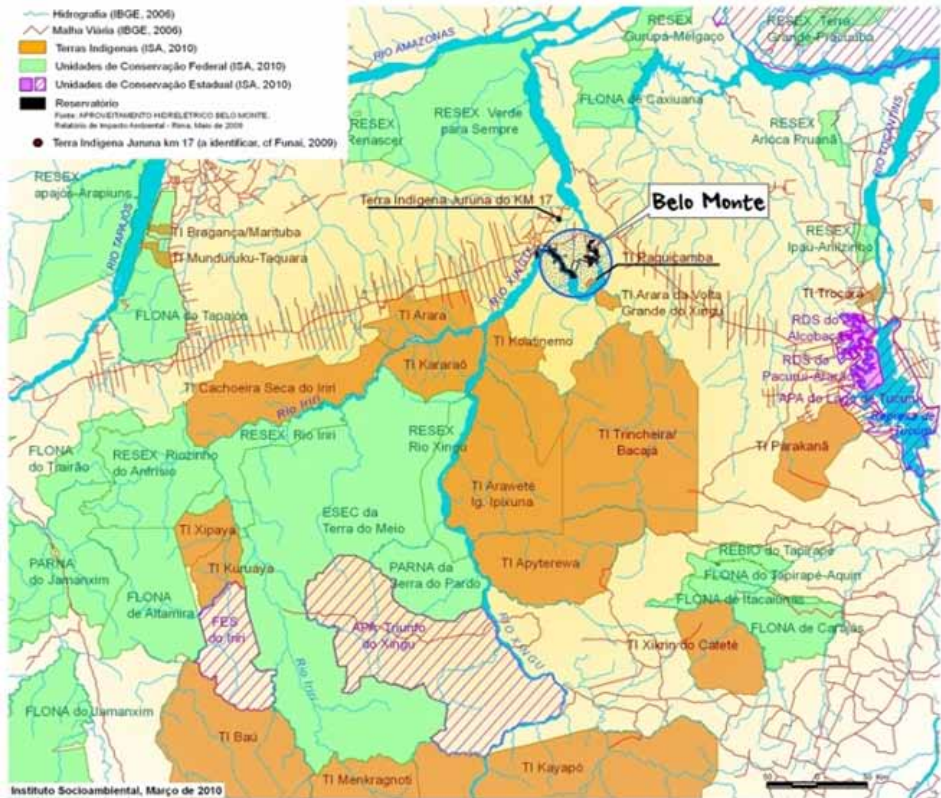 Hidrografia (IBGE, 2006)
Malha Viária (IBGE, 2006)
Terras Indígenas (ISA, 2010)
Unidades de Conservação Federal (ISA, 2010)
Unidades de Conservação Estadual (ISA, 2010)
Reservatório
Fonte: APROVEITAMENTO HIDRELÉTRICO BELO MONTE.
Relatório de Impacto Ambiental - Rima, Maio de 2009
Terra Indígena Juruna km 17 (a identificar, cf Funai, 2009)
RIO AMAZONAS
RESEX
Gurupá-Melgaço
RESEX Terra
FLONA de Caxiuana
RESEX Verde
para Sempre
RESEX
Renascer
RESEX
Arioca Pruanã
RIO TOCANTINS
RESEX
apajós-Arapiuns
RIO TAPAJÓS
TI Bragança/Marituba
TI Munduruku-Taquara
FLONA do Tapajós
Terra Indígena Juruna do KM 17
Belo Monte
TI Paquiçamba
RIO XINGU
RESEX
TI Arara da Volta
Grande do Xingu
TI Trocará
RDS do
Alcobaça
RDS do
APA do Lago de Tucuruí
TI Arara
TI Kararaô
TI Koatinemo
TI Cachoeira Seca do Iriri
Rio Iriri
RESEX Rio Iriri
RESEX
Rio Xingu
TI Trincheira/
Bacajá
TI Parakanã
FLONA
do Trairão
RESEX Riozinho
do Anfrísio
TI Araweté
Ig. Ipixuna
ESEC da
Terra do Meio
TI Xipaya
TI Kuruaya
PARNA
do Jamanxim
FLONA
de Altamira
PARNA da
Serra do Pardo
TI Apyterewa
REBIO do Tapirapé
FLONA do Tapirapé-Aquiri
FLONA de Itacaiúnas
FLONA de Carajás
TI Xikrin do Cateté
FES
do Iriri
APA Triunfo
do Xingu
RIO XINGU
Rio Iriri
FLONA do Jamanxim
TI Baú
TI Menkragnoti
TI Kayapó
50
0
50 Km
Instituto Socioambiental, Março de 2010